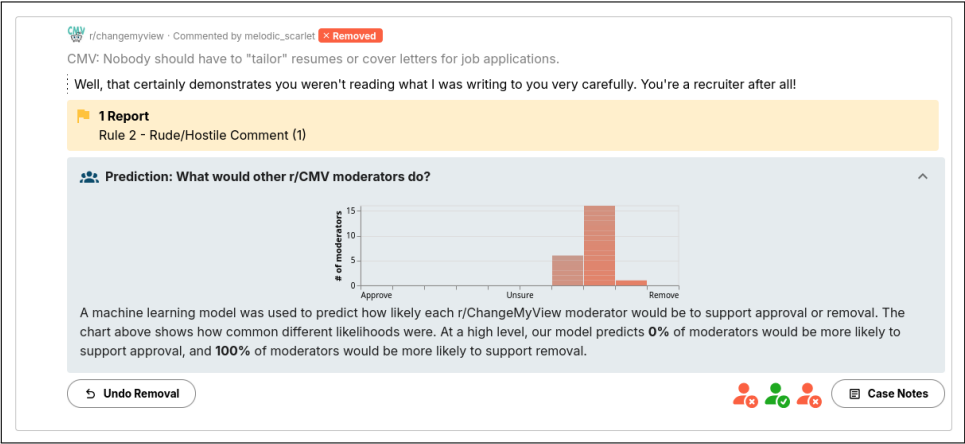 CMV
r/changemyview · Commented by melodic_scarlet × Removed
CMV: Nobody should have to "tailor" resumes or cover letters for job applications.
Well, that certainly demonstrates you weren't reading what I was writing to you very carefully. You're a recruiter after all!
1 Report
Rule 2 - Rude/Hostile Comment (1)
Prediction: What would other r/CMV moderators do?
# of moderators
15
10
5
0
Approve Unsure Remove
A machine learning model was used to predict how likely each r/ChangeMyView moderator would be to support approval or removal. The
chart above shows how common different likelihoods were. At a high level, our model predicts 0% of moderators would be more likely to
support approval, and 100% of moderators would be more likely to support removal.
Undo Removal
Case Notes